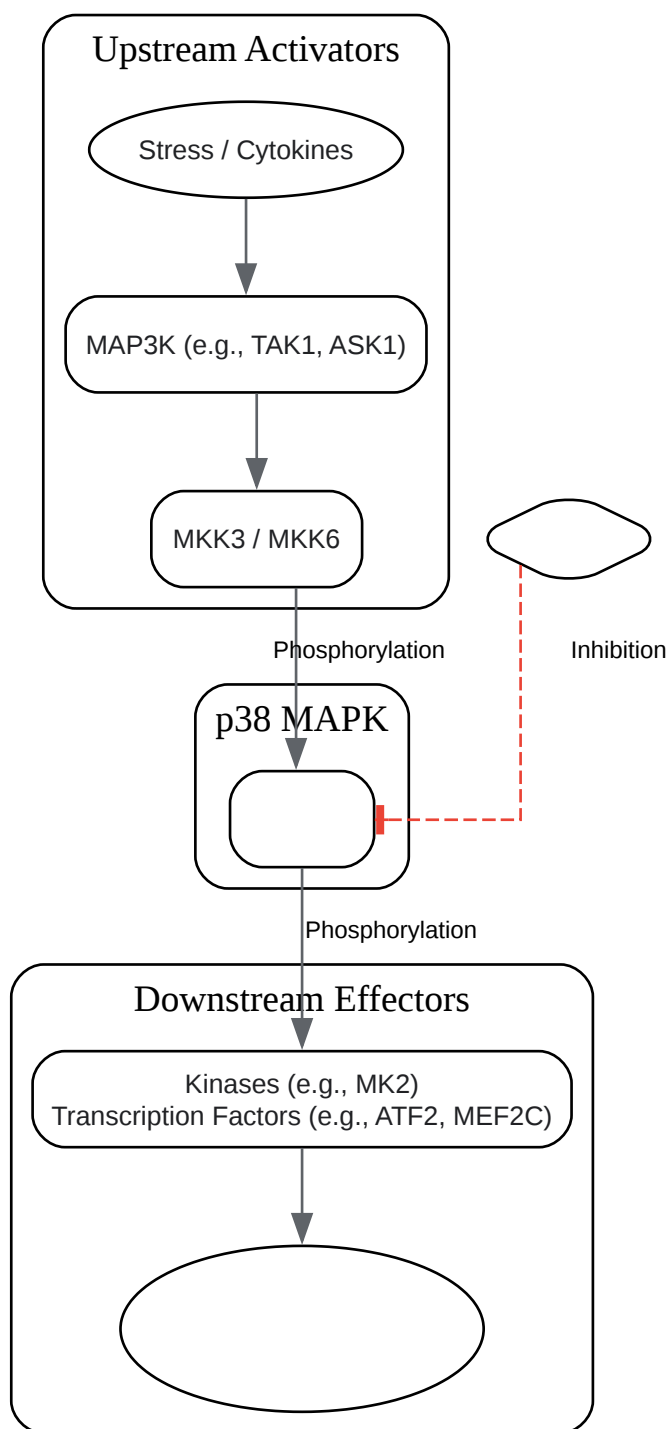 Upstream Activators
Stress / Cytokines
MAP3K (e.g., TAK1, ASK1)
MKK3 / MKK6
Phosphorylation
Inhibition
p38 MAPK
Phosphorylation
Downstream Effectors
Kinases (e.g., MK2)
Transcription Factors (e.g., ATF2, MEF2C)